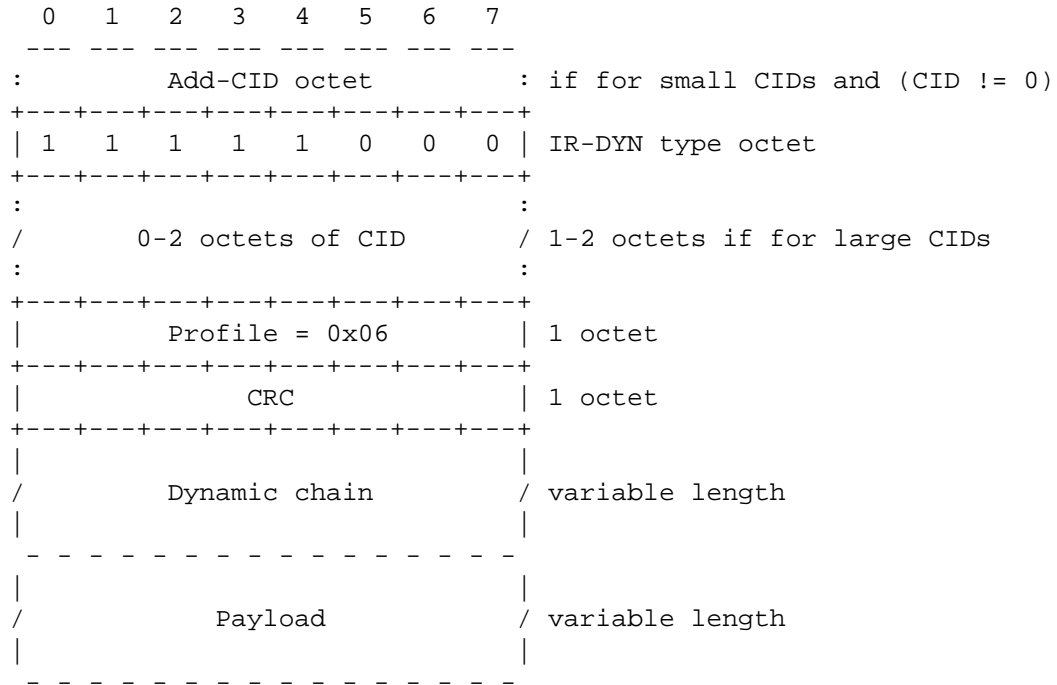 0 1 2 3 4 5 6 7
--- --- --- --- --- --- --- ---
: Add-CID octet : if for small CIDs and (CID != 0)
+---+---+---+---+---+---+---+---+
| 1 1 1 1 1 0 0 0 | IR-DYN type octet
+---+---+---+---+---+---+---+---+
: :
/ 0-2 octets of CID / 1-2 octets if for large CIDs
: :
+---+---+---+---+---+---+---+---+
| Profile = 0x06 | 1 octet
+---+---+---+---+---+---+---+---+
| CRC | 1 octet
+---+---+---+---+---+---+---+---+
| |
/ Dynamic chain / variable length
| |
- - - - - - - - - - - - - - - -
| |
/ Payload / variable length
| |
- - - - - - - - - - - - - - - -